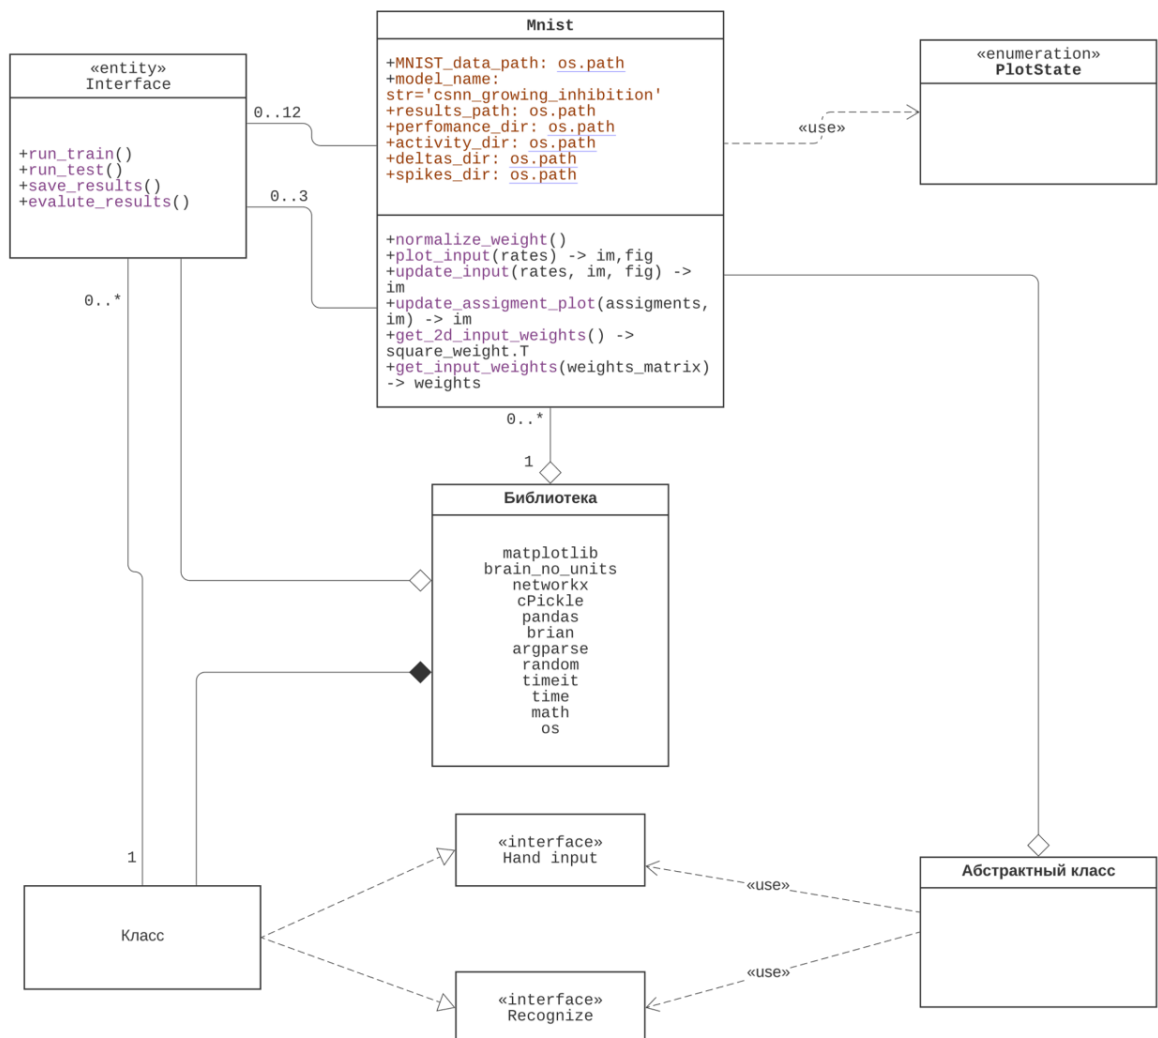 Mnist
+MNIST_data_path: os.path
+model_name:
str='csnn_growing_inhibition'
+results_path: os.path
+perfomance_dir: os.path
+activity_dir: os.path
+deltas_dir: os.path
+spikes_dir: os.path
+normalize_weight()
+plot_input(rates) -> im,fig
+update_input(rates, im, fig) ->
im
+update_assigment_plot(assigments,
im) -> im
+get_2d_input_weights() ->
square_weight.T
+get_input_weights(weights_matrix)
-> weights
«entity»
Interface
+run_train()
+run_test()
+save_results()
+evalute_results()
0..12
0..3
«use»
«enumeration»
PlotState
0..*
0..*
1
Библиотека
matplotlib
brain_no_units
networkx
cPickle
pandas
brian
argparse
random
timeit
time
math
os
1
Класс
«interface»
Hand input
«use»
Абстрактный класс
«use»
«interface»
Recognize